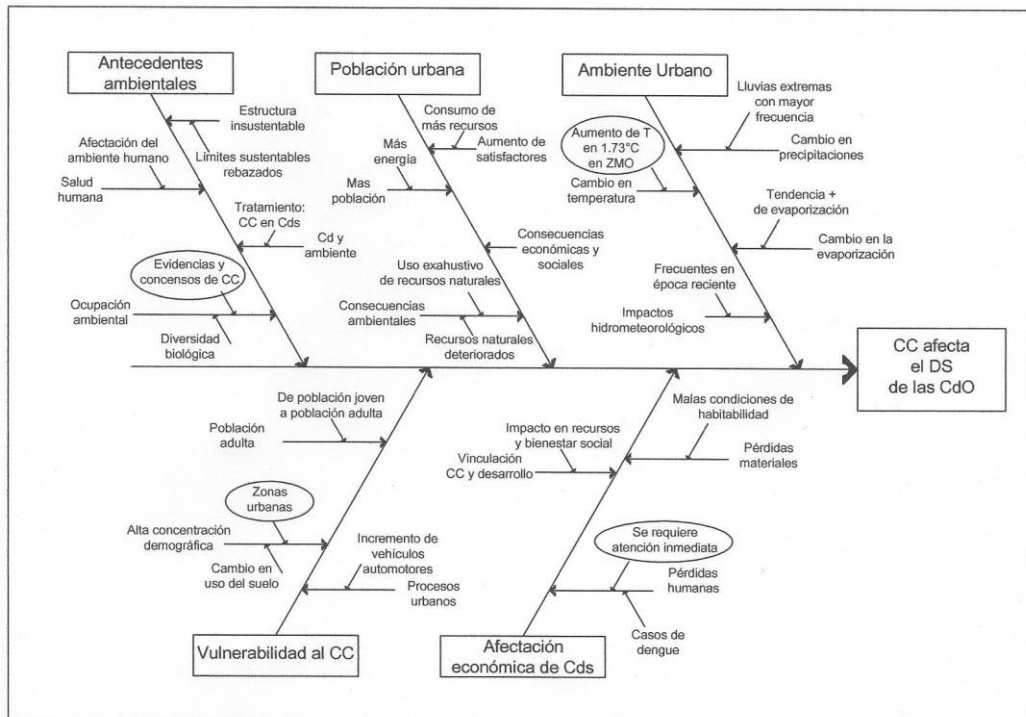 Antecedentes
ambientales
Estructura
insustentable
Afectación del
ambiente humano
Límites sustentables
rebazados
Salud
humana
Tratamiento:
CC en Cds
Cd y
ambiente
Evidencias y
concensos de CC
Ocupación
ambiental
Diversidad
biológica
Población urbana
Consumo de
más recursos
Más
energía
Aumento de
satisfactores
Mas
población
Consecuencias
económicas y
sociales
Uso exahustivo
de recursos naturales
Consecuencias
ambientales
Recursos naturales
deteriorados
Ambiente Urbano
Lluvias extremas
con mayor
frecuencia
Aumento de T
en 1.73°C
en ZMO
Cambio en
precipitaciones
Cambio en
temperatura
Tendencia +
de evaporización
Cambio en la
evaporización
Frecuentes en
época reciente
Impactos
hidrometeorológicos
CC afecta
el DS
de las CdO
De población joven
a población adulta
Población
adulta
Zonas
urbanas
Alta concentración
demográfica
Cambio en
uso del suelo
Incremento de
vehículos
automotores
Procesos
urbanos
Vulnerabilidad al CC
Malas condiciones de
habitabilidad
Impacto en recursos
y bienestar social
Vinculación
CC y desarrollo
Pérdidas
materiales
Se requiere
atención inmediata
Pérdidas
humanas
Casos de
dengue
Afectación
económica de Cds